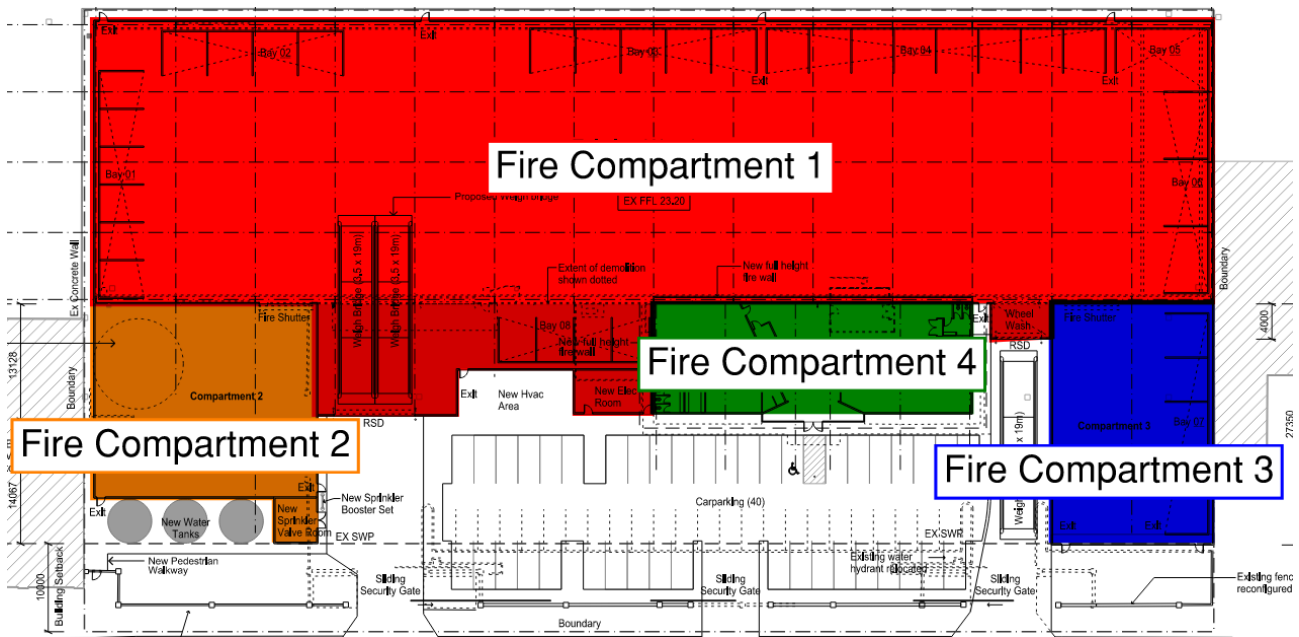 Exit
Exit
Bay 02
Bay 03
Bay 04
Bay 05
Exit
Exit
Fire Compartment 1
Bay 01
Bay 06
Proposed Weigh bridge
EX FFL 23.20
Ex Concrete Wall
Weigh Bridge (3.5 x 19m)
Weigh Bridge (3.5 x 19m)
Extent of demolition
shown dotted
New full height
fire wall
Boundary
Fire Shutter
Bay 08
New full height
fire wall
Exit
Wheel
Wash
Fire Shutter
4000
13128
Boundary
Compartment 2
RSD
Fire Compartment 4
Exit
New Hvac
Area
New Elect
Room
RSD
Compartment 3
Bay 07
27350
Fire Compartment 2
Fire Compartment 3
14067
Exit
Exit
New Water
Tanks
New
Sprinkler
Valve Room
New Sprinkler
Booster Set
EX SWP
Carparking (40)
EX SWP
x 19m)
Exit
Exit
New Pedestrian
Walkway
Existing water
hydrant relocated
10000
Building Setback
Sliding
Security Gate
Sliding
Security Gate
Sliding
Security Gate
Existing fenc
reconfigured
Boundary